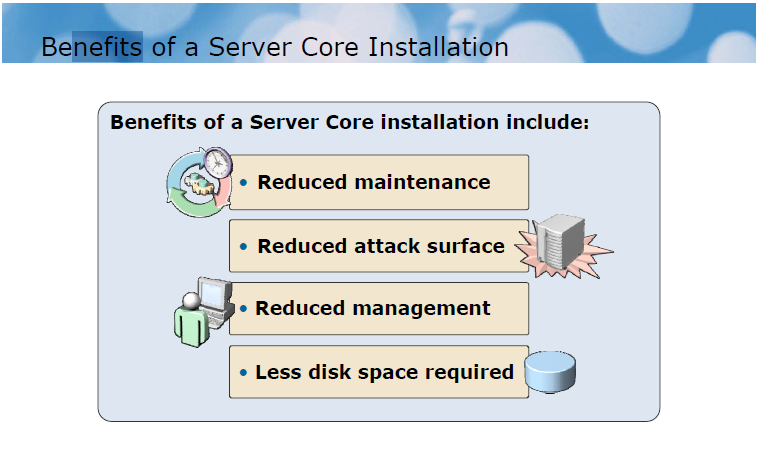 Benefits of a Server Core Installation
Benefits of a Server Core installation include:
• Reduced maintenance
• Reduced attack surface
• Reduced management
• Less disk space required